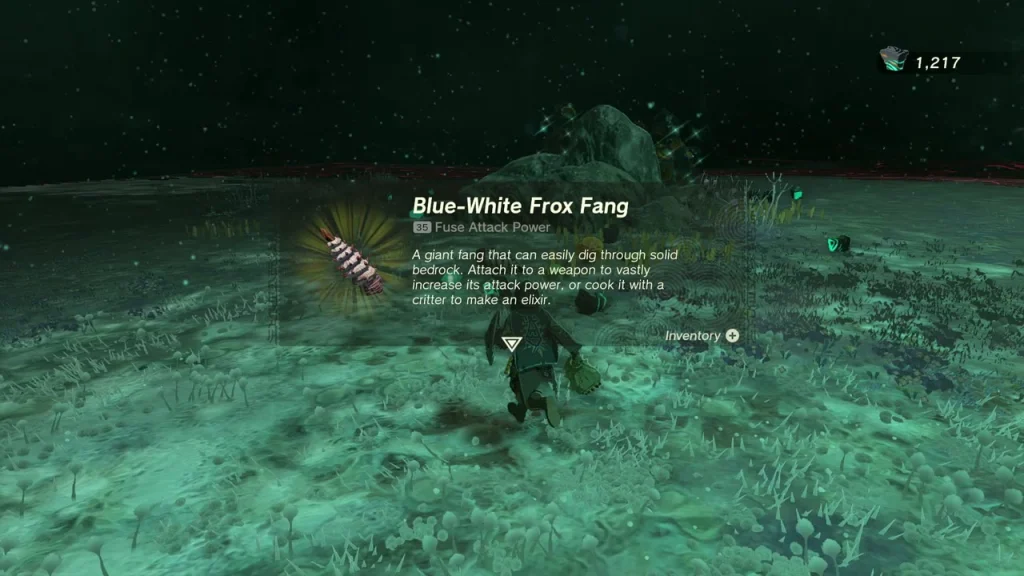 1,217
Blue-White Frox Fang
35 Fuse Attack Power
A giant fang that can easily dig through solid
bedrock. Attach it to a weapon to vastly
increase its attack power, or cook it with a
critter to make an elixir.
Inventory